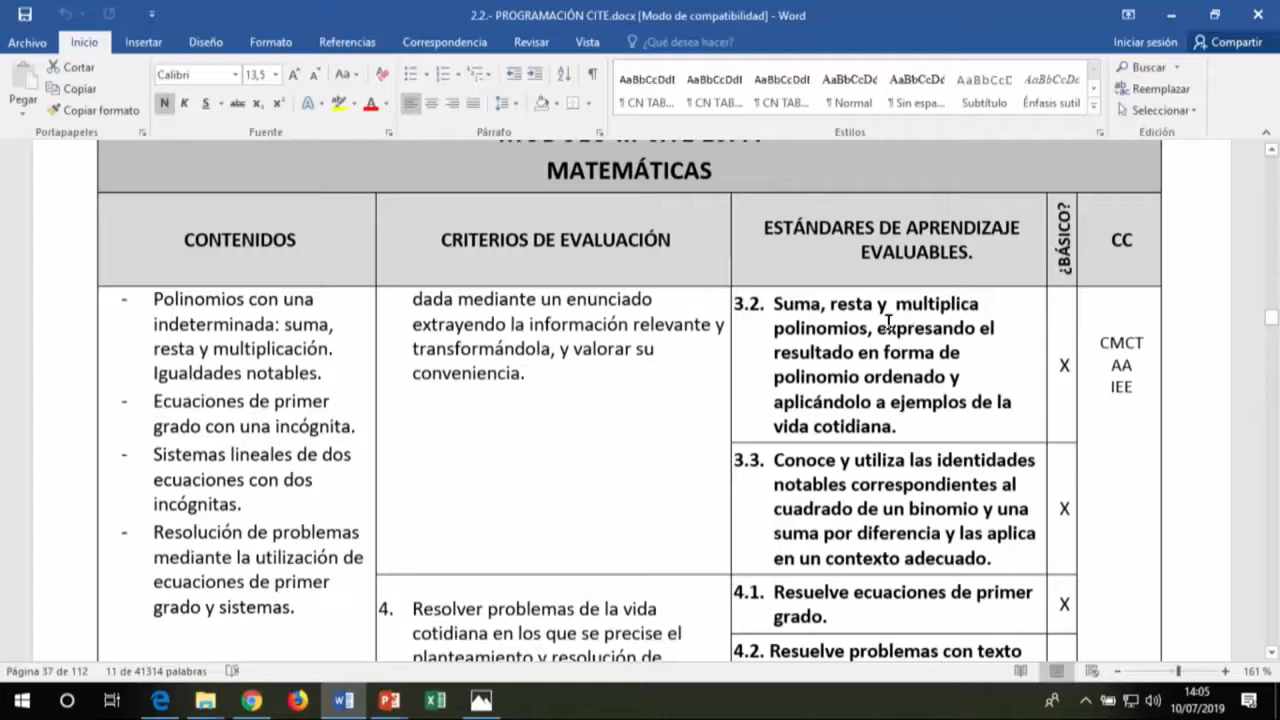 2.2.- PROGRAMACIÓN CITE.docx [Modo de compatibilidad] - Word
Archivo Inicio Insertar Diseño Formato Referencias Correspondencia Revisar Vista ¿Qué desea hacer? Iniciar sesión Compartir
Pegar
Cortar
Copiar
Copiar formato
Portapapeles
Calibri 13,5
N K S abc x₂ x²
Fuente
Párrafo
AaBbCcDdI AaBbCcDdI AaBbCcDdI AaBbCcDc AaBbCcDc AaBbCcC AaBbCcDc
¶ CN TAB... ¶ CN TAB... ¶ CN TAB... ¶ Normal ¶ Sin espa... Subtítulo Énfasis sutil
Estilos
Buscar
Reemplazar
Seleccionar
Edición
MATEMÁTICAS
CONTENIDOS
CRITERIOS DE EVALUACIÓN
ESTÁNDARES DE APRENDIZAJE
EVALUABLES.
¿BÁSICO?
CC
- Polinomios con una
indeterminada: suma,
resta y multiplicación.
Igualdades notables.
- Ecuaciones de primer
grado con una incógnita.
- Sistemas lineales de dos
ecuaciones con dos
incógnitas.
- Resolución de problemas
mediante la utilización de
ecuaciones de primer
grado y sistemas.
dada mediante un enunciado
extrayendo la información relevante y
transformándola, y valorar su
conveniencia.
4. Resolver problemas de la vida
cotidiana en los que se precise el
planteamiento y resolución de
3.2. Suma, resta y multiplica
polinomios, expresando el
resultado en forma de
polinomio ordenado y
aplicándolo a ejemplos de la
vida cotidiana.
X
3.3. Conoce y utiliza las identidades
notables correspondientes al
cuadrado de un binomio y una
suma por diferencia y las aplica
en un contexto adecuado.
X
4.1. Resuelve ecuaciones de primer
grado.
X
4.2. Resuelve problemas con texto
CMCT
AA
IEE
Página 37 de 112 11 de 41314 palabras 161 %
14:05
10/07/2019